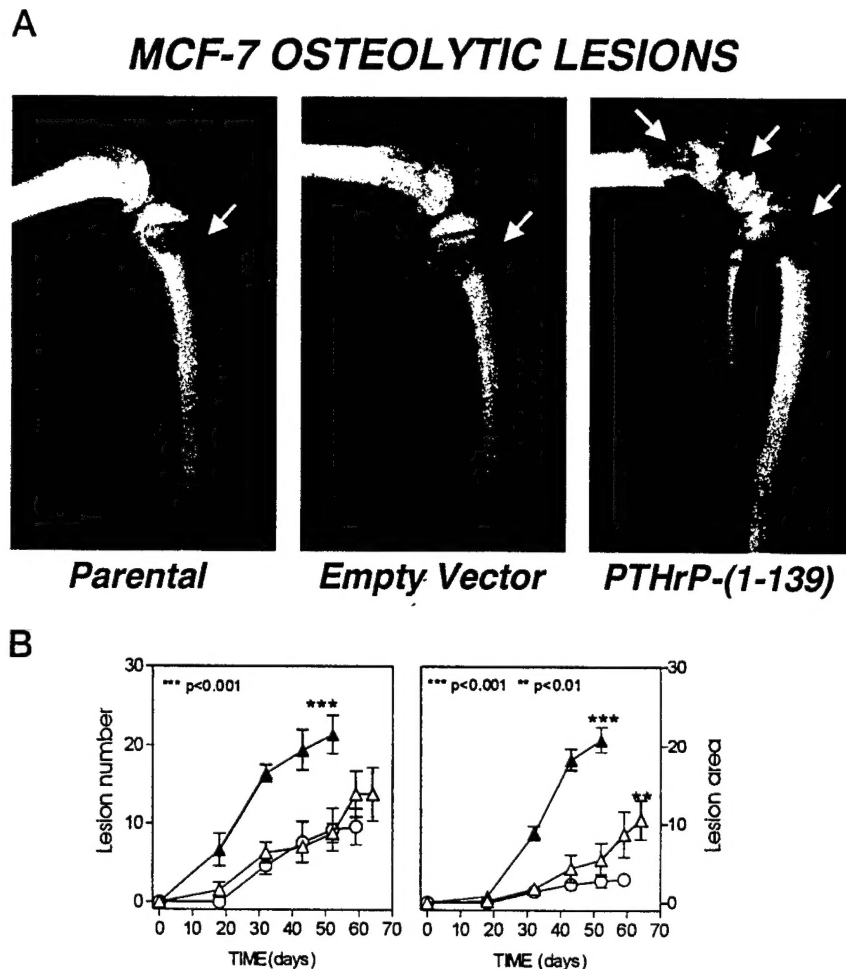 A
MCF-7 OSTEOLYTIC LESIONS
Parental
Empty Vector
PTHrP-(1-139)
B
*** p<0.001
***
Lesion number
30
20
10
0
0 10 20 30 40 50 60 70
TIME(days)
*** p<0.001 ** p<0.01
***
**
30
20
10
0
Lesion area
0 10 20 30 40 50 60 70
TIME (days)